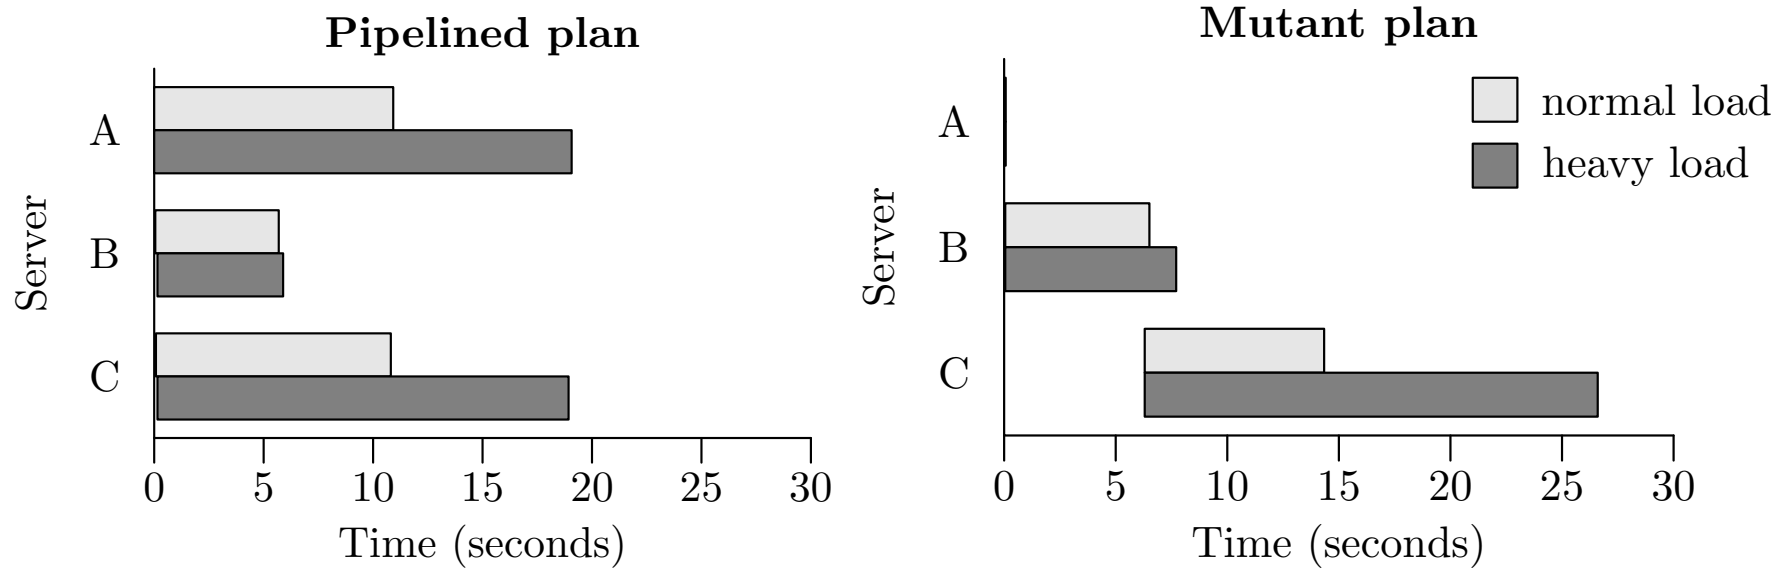 Pipelined plan
Server
A
B
C
0 5 10 15 20 25 30
Time (seconds)
Mutant plan
normal load
heavy load
Server
A
B
C
0 5 10 15 20 25 30
Time (seconds)